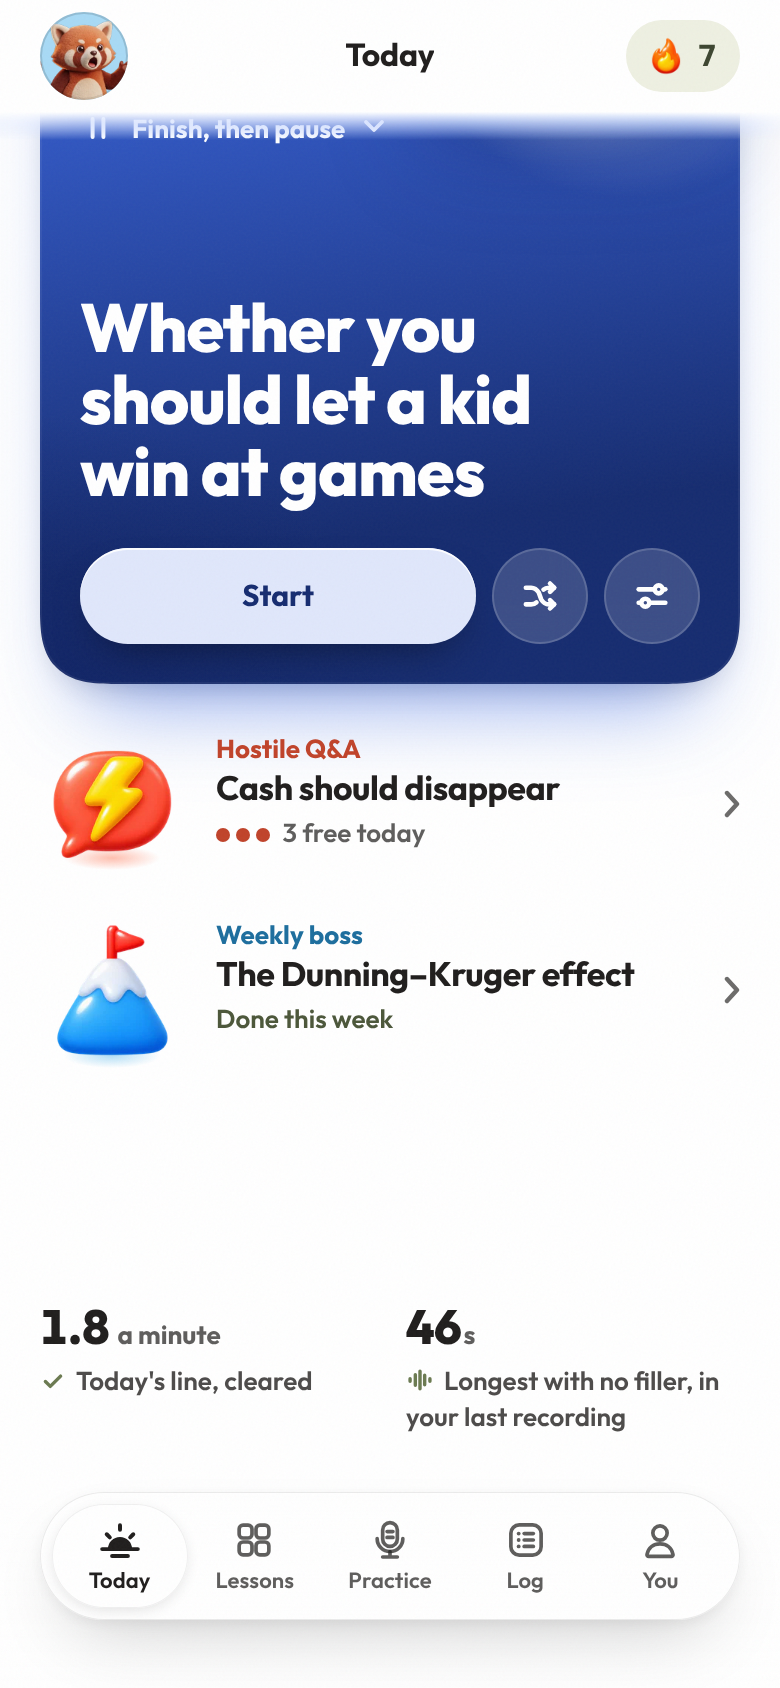 Today
7
Finish, then pause
Whether you
should let a kid
win at games
Start
Hostile Q&A
Cash should disappear
3 free today
Weekly boss
The Dunning–Kruger effect
Done this week
1.8 a minute
Today's line, cleared
46s
Longest with no filler, in
your last recording
Today
Lessons
Practice
Log
You